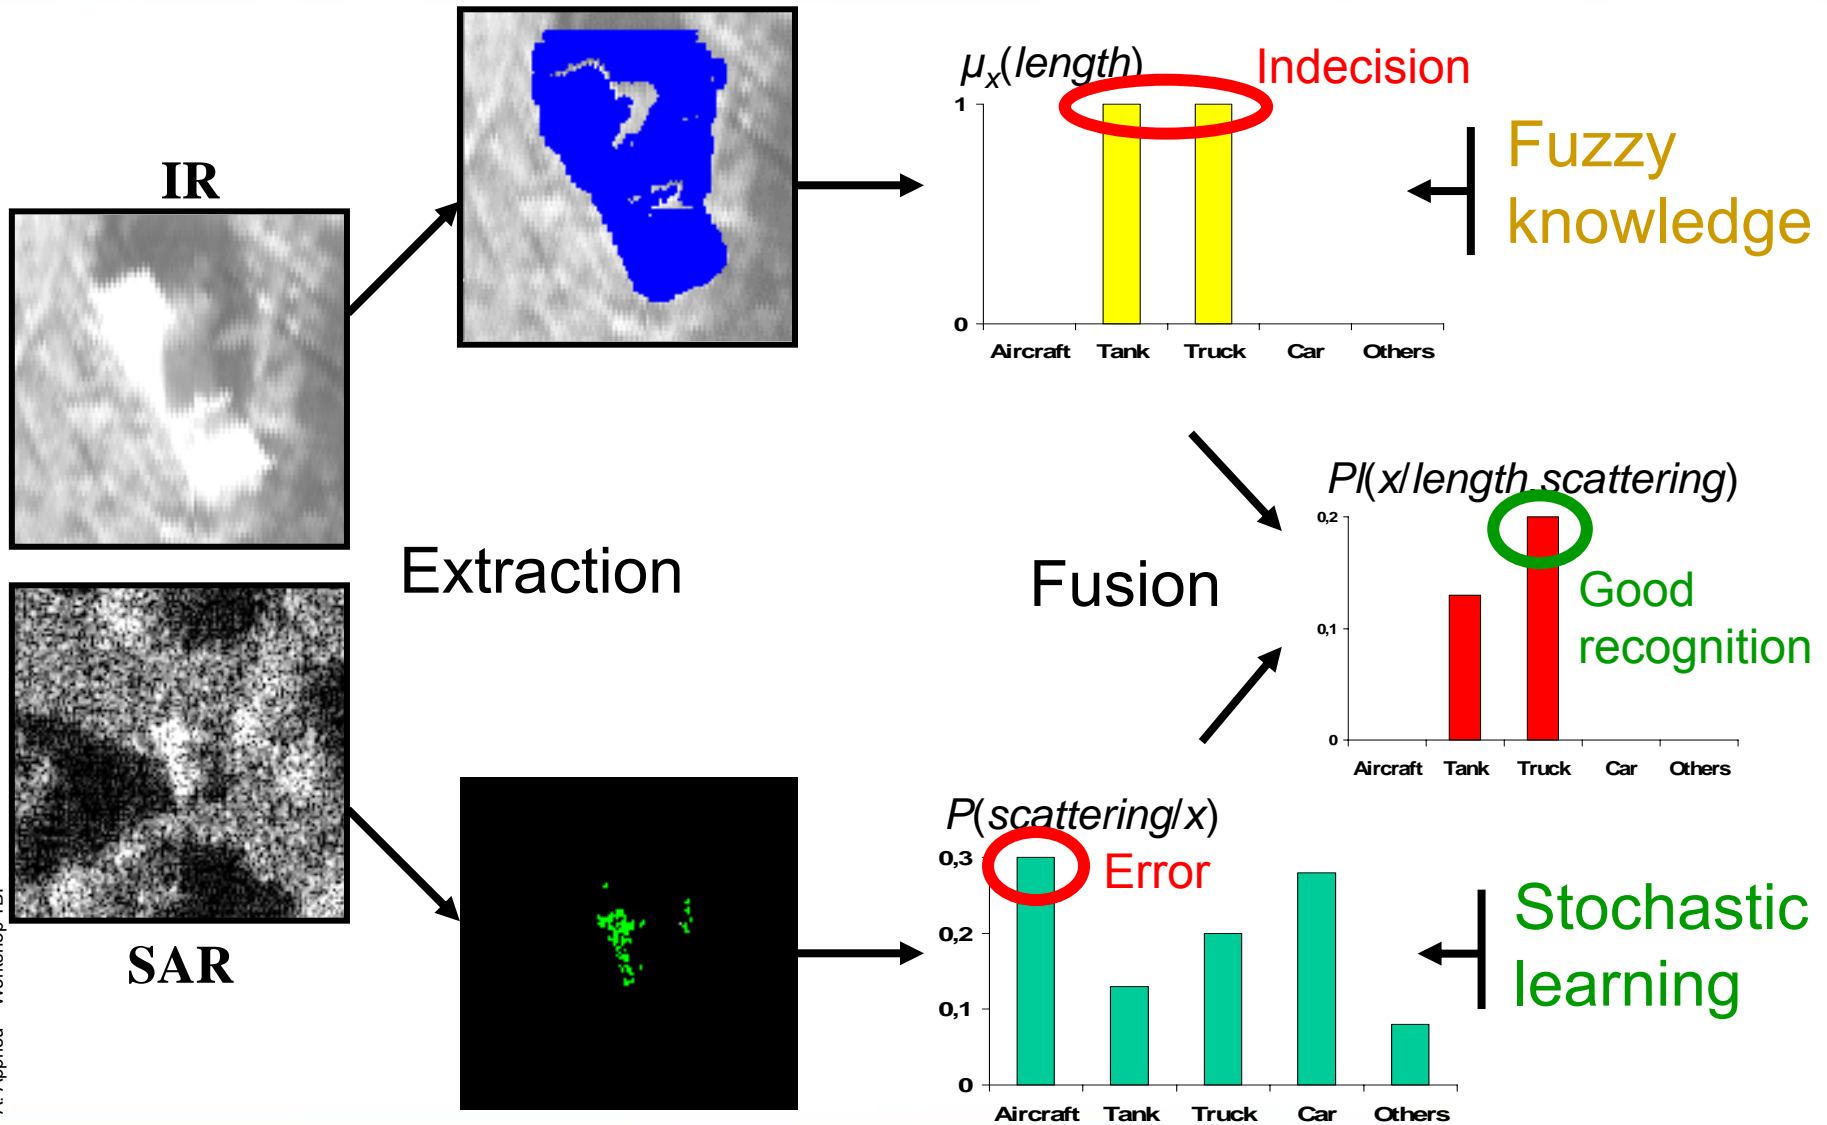 IR
μx(length)
Indecision
1
0
Aircraft Tank Truck Car Others
Fuzzy
knowledge
Extraction
SAR
Fusion
Pl(x/length,scattering)
0,2
0,1
0
Aircraft Tank Truck Car Others
Good
recognition
P(scattering/x)
Error
0,3
0,2
0,1
0
Aircraft Tank Truck Car Others
Stochastic
learning